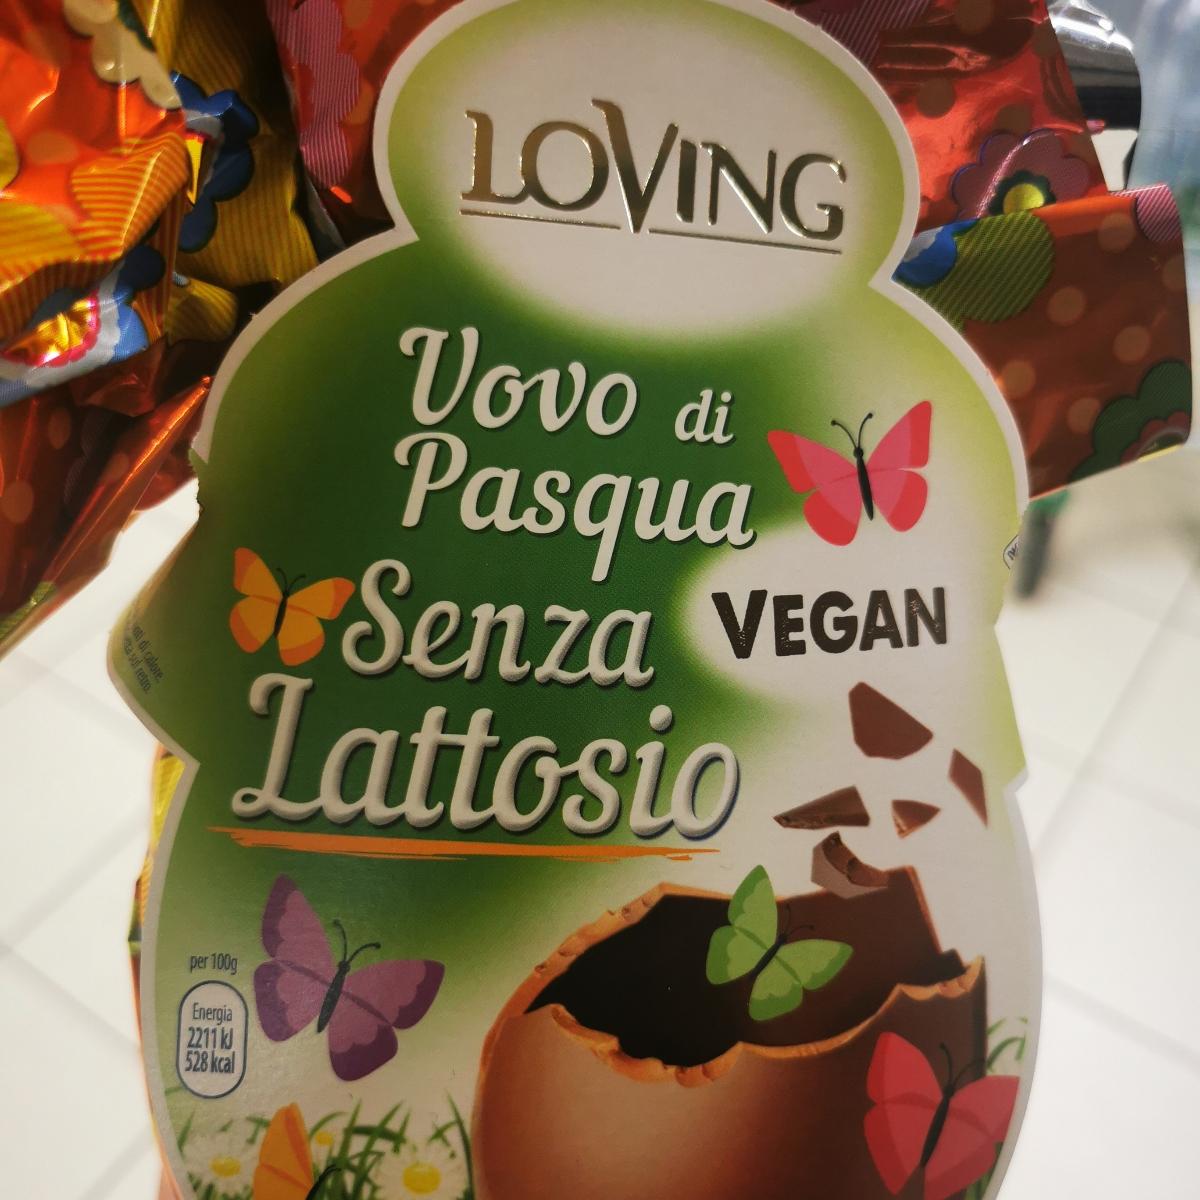 LOVING
Vovo di
Pasqua
Senza
Lattosio
VEGAN
per 100g
Energia
2211 kJ
528 kcal